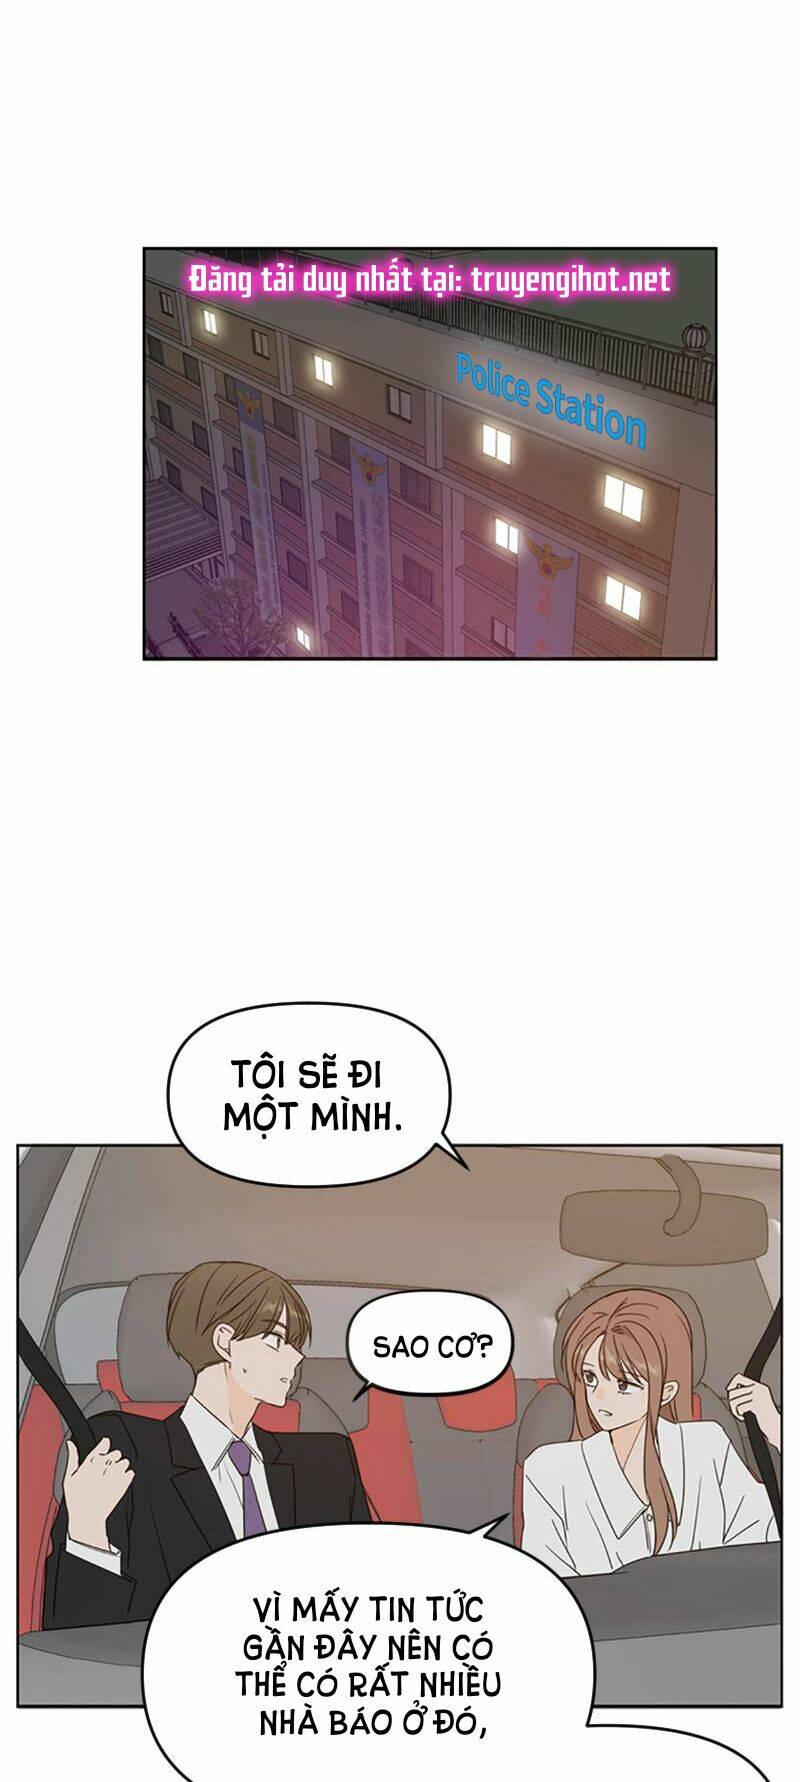 Đăng tải duy nhất tại: truyengihot.net
Police Station
TÔI SẼ ĐI
MỘT MÌNH.
SAO CƠ?
VÌ MẤY TIN TỨC
GẦN ĐÂY NÊN CÓ
THỂ CÓ RẤT NHIỀU
NHÀ BÁO Ở ĐÓ,